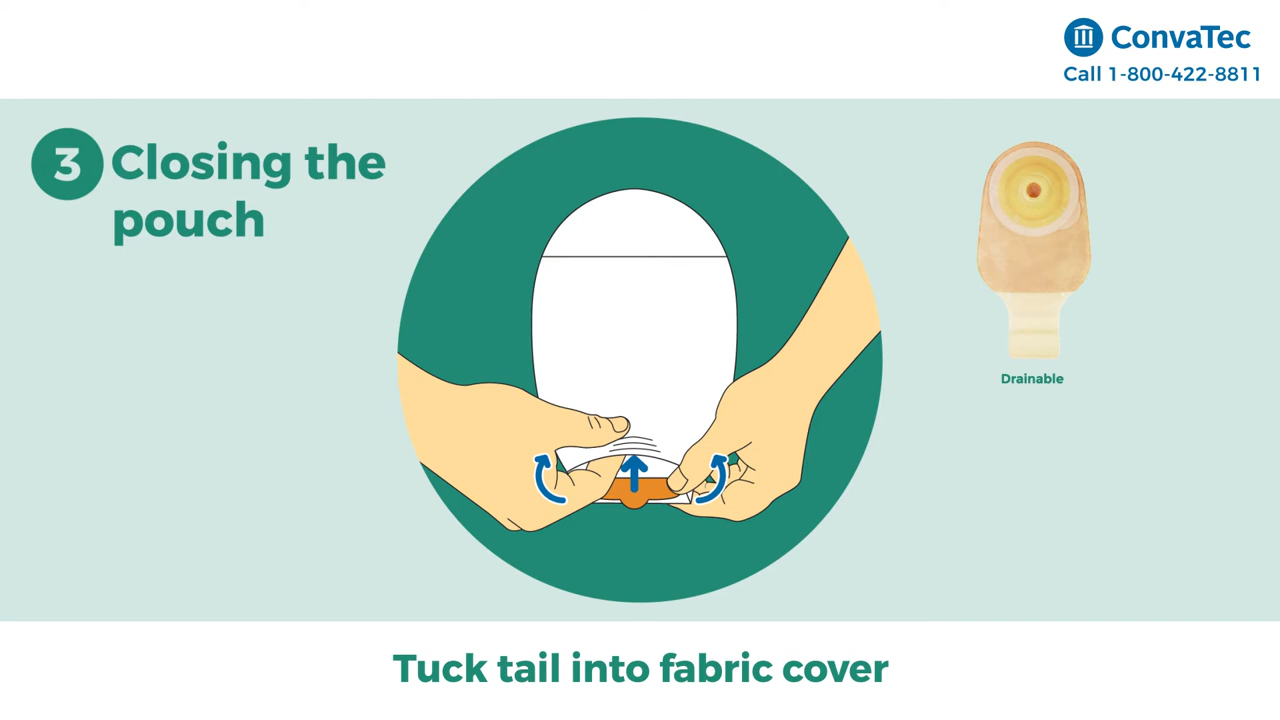 ConvaTec
Call 1-800-422-8811
3 Closing the
pouch
Drainable
Tuck tail into fabric cover